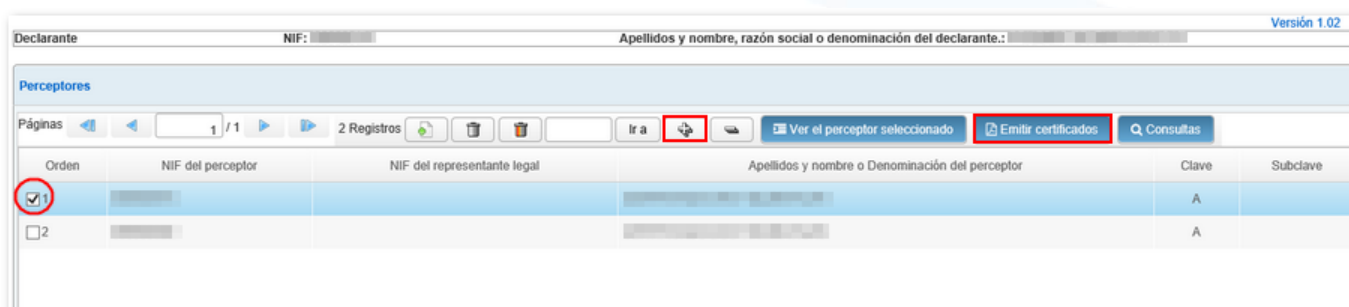 Versión 1.02
Declarante NIF: Apellidos y nombre, razón social o denominación del declarante.:
Perceptores
Páginas 1 / 1 2 Registros Ir a Ver el perceptor seleccionado Emitir certificados Consultas
Orden NIF del perceptor NIF del representante legal Apellidos y nombre o Denominación del perceptor Clave Subclave
1 A
2 A